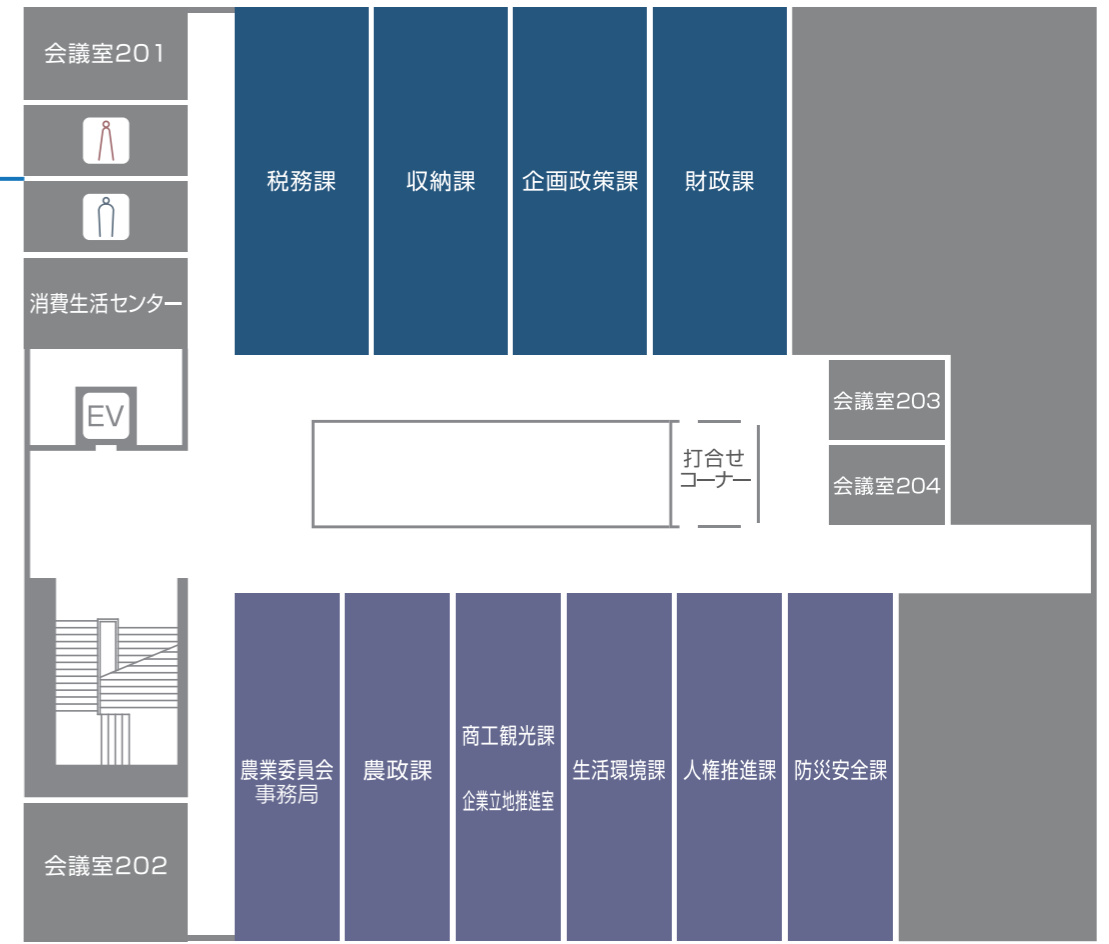 会議室201
税務課
収納課
企画政策課
財政課
消費生活センター
EV
会議室203
打合せ
コーナー
会議室204
農業委員会
事務局
農政課
商工観光課
企業立地推進室
生活環境課
人権推進課
防災安全課
会議室202